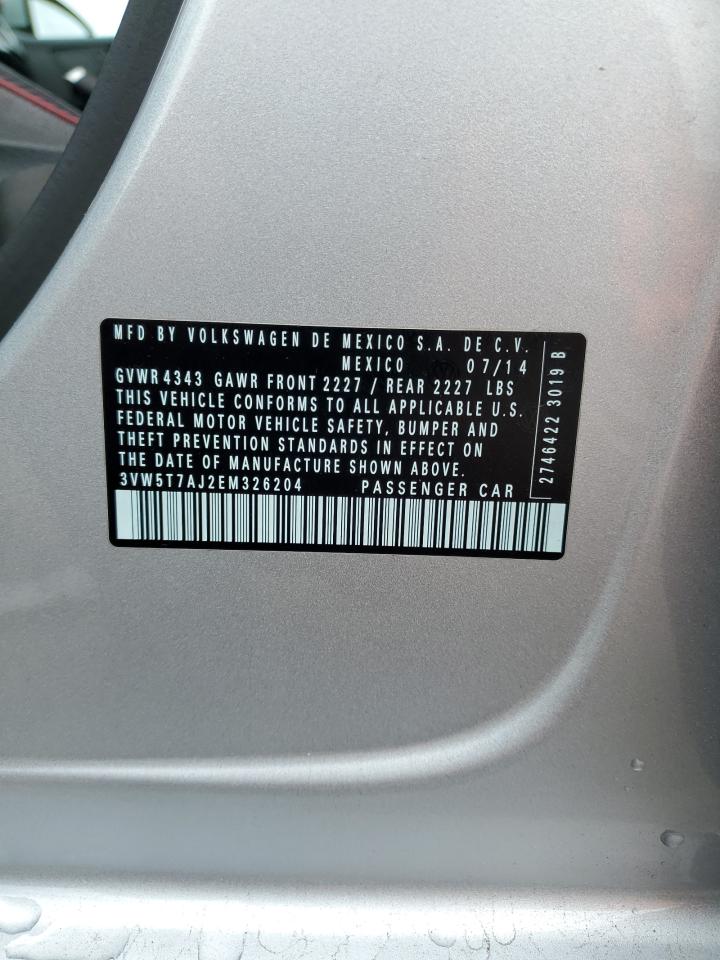 MFD BY VOLKSWAGEN DE MEXICO S.A. DE C.V.
MEXICO 07/14
GVWR 4343 GAWR FRONT 2227 / REAR 2227 LBS
THIS VEHICLE CONFORMS TO ALL APPLICABLE U.S.
FEDERAL MOTOR VEHICLE SAFETY, BUMPER AND
THEFT PREVENTION STANDARDS IN EFFECT ON
THE DATE OF MANUFACTURE SHOWN ABOVE.
3VW5T7AJ2EM326204 PASSENGER CAR
2746422 3019 B